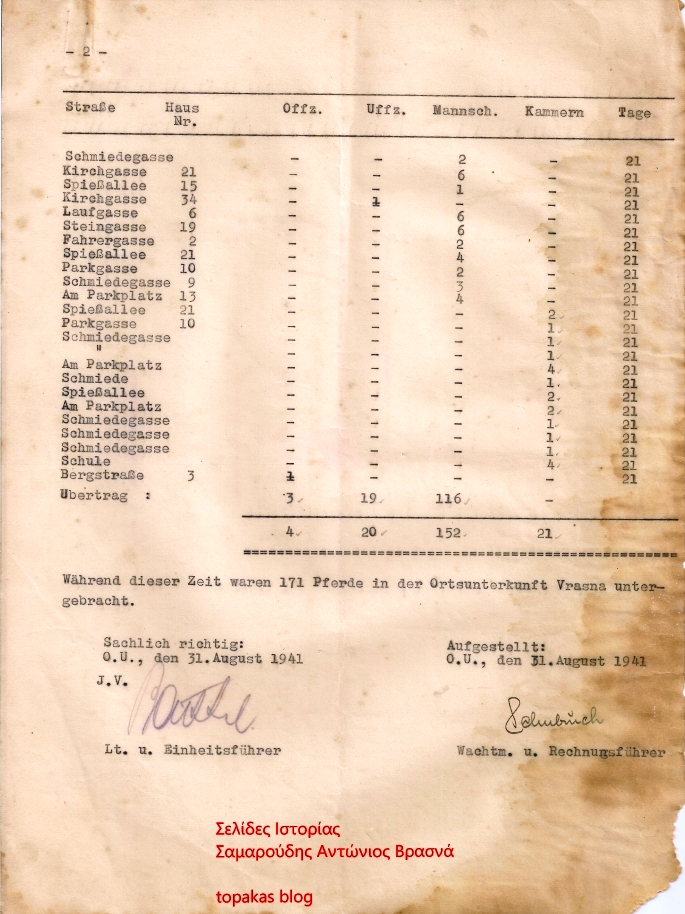 - 2 -
Straße Haus Nr. Offz. Uffz. Mannsch. Kammern Tage
Schmiedegasse - - 2 - 21
Kirchgasse 21 - - 6 - 21
Spießallee 15 - - 1 - 21
Kirchgasse 34 - 1 - - 21
Laufgasse 6 - - 6 - 21
Steingasse 19 - - 6 - 21
Fahrergasse 2 - - 2 - 21
Spießallee 21 - - 4 - 21
Parkgasse 10 - - 2 - 21
Schmiedegasse 9 - - 3 - 21
Am Parkplatz 13 - - 4 - 21
Spießallee 21 - - - 2 21
Parkgasse 10 - - - 1 21
Schmiedegasse - - - 1 21
" - - - 1 21
Am Parkplatz - - - 4 21
Schmiede - - - 1 21
Spießallee - - - 2 21
Am Parkplatz - - - 2 21
Schmiedegasse - - - 1 21
Schmiedegasse - - - 1 21
Schmiedegasse - - - 1 21
Schule - - - 4 21
Bergstraße 3 1 - - - 21
Übertrag : 3 19 116 -
4 20 152 21
Während dieser Zeit waren 171 Pferde in der Ortsunterkunft Vrasna unter-
gebracht.
Sachlich richtig: Aufgestellt:
O.U., den 31.August 1941 O.U., den 31.August 1941
J.V.
Lt. u. Einheitsführer Wachtm. u. Rechnungsführer
Σελίδες Ιστορίας
Σαμαρούδης Αντώνιος Βρασνά
topakas blog